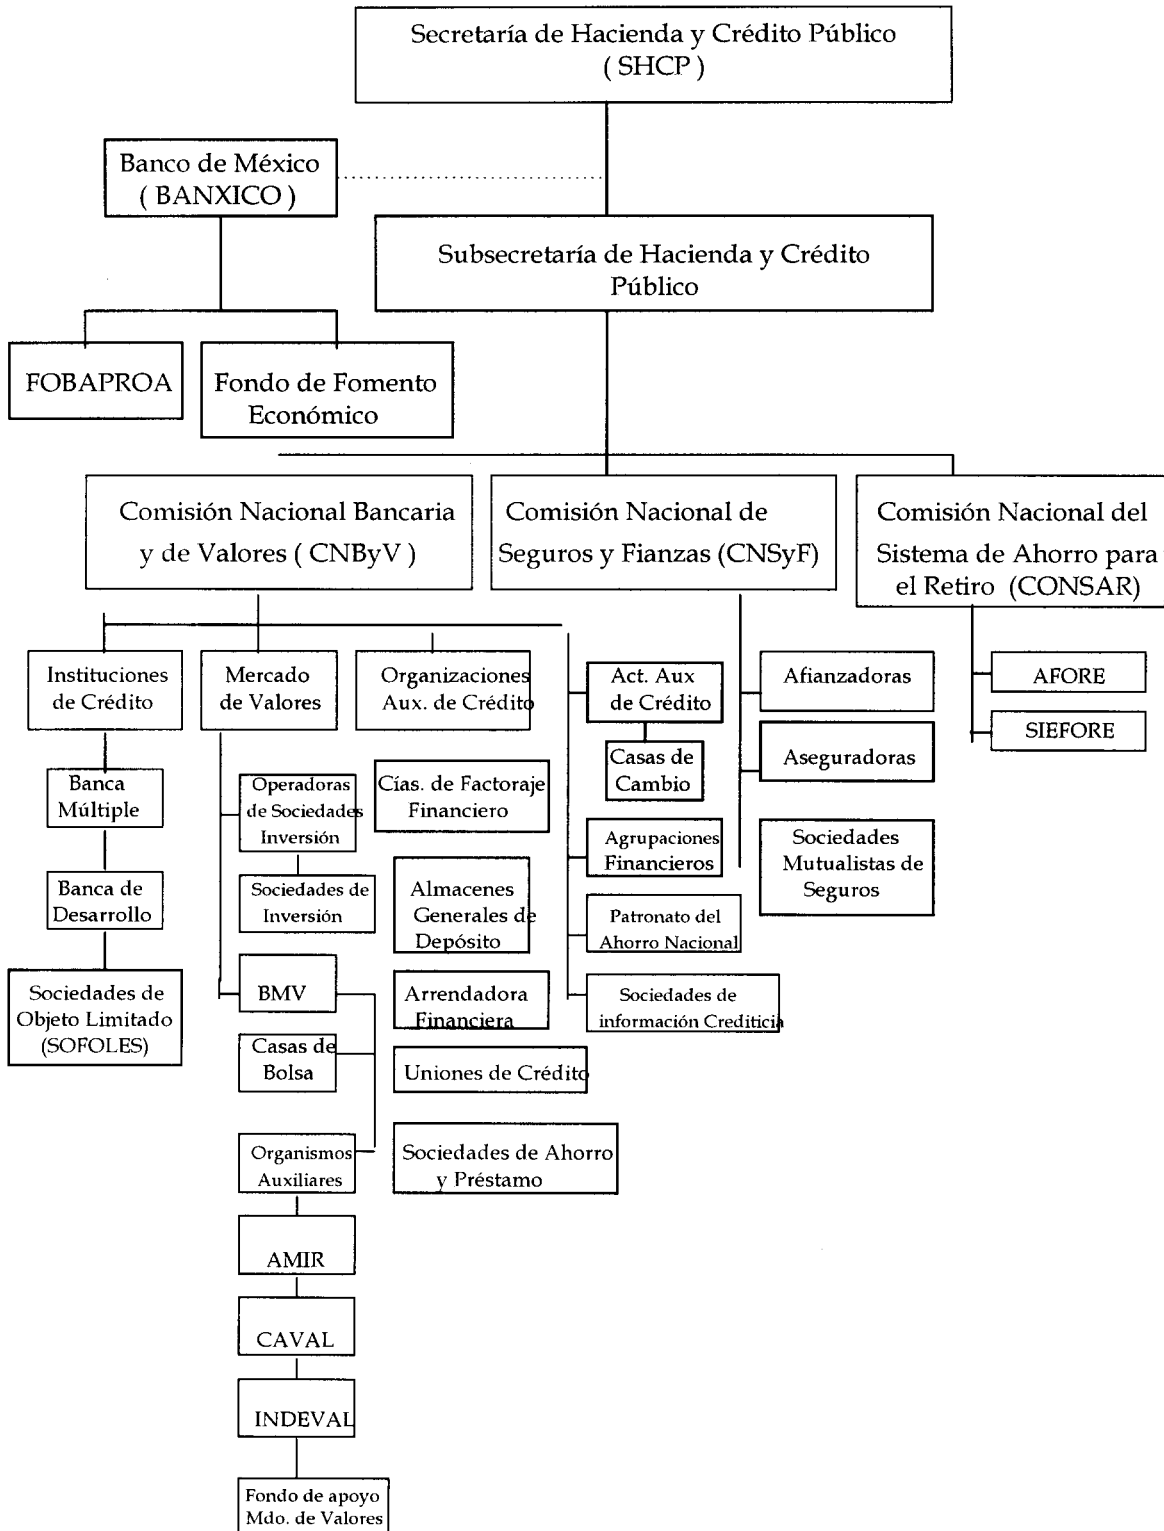 Secretaría de Hacienda y Crédito Público
( SHCP )
Banco de México
( BANXICO )
Subsecretaría de Hacienda y Crédito
Público
FOBAPROA
Fondo de Fomento
Económico
Comisión Nacional Bancaria
y de Valores ( CNByV )
Comisión Nacional de
Seguros y Fianzas (CNSyF)
Comisión Nacional del
Sistema de Ahorro para
el Retiro (CONSAR)
Instituciones
de Crédito
Banca
Múltiple
Banca de
Desarrollo
Sociedades de
Objeto Limitado
(SOFOLES)
Mercado
de Valores
Operadoras
de Sociedades
Inversión
Sociedades de
Inversión
BMV
Casas de
Bolsa
Organismos
Auxiliares
AMIR
CAVAL
INDEVAL
Fondo de apoyo
Mdo. de Valores
Organizaciones
Aux. de Crédito
Cías. de Factoraje
Financiero
Almacenes
Generales de
Depósito
Arrendadora
Financiera
Uniones de Crédito
Sociedades de Ahorro
y Préstamo
Act. Aux
de Crédito
Casas de
Cambio
Agrupaciones
Financieros
Patronato del
Ahorro Nacional
Sociedades de
información Crediticia
Afianzadoras
Aseguradoras
Sociedades
Mutualistas de
Seguros
AFORE
SIEFORE